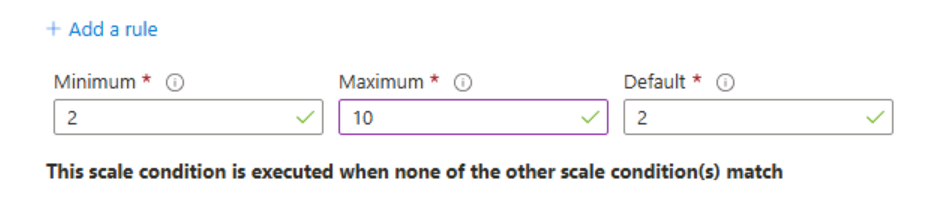 + Add a rule
Minimum * Maximum * Default *
2 10 2
This scale condition is executed when none of the other scale condition(s) match